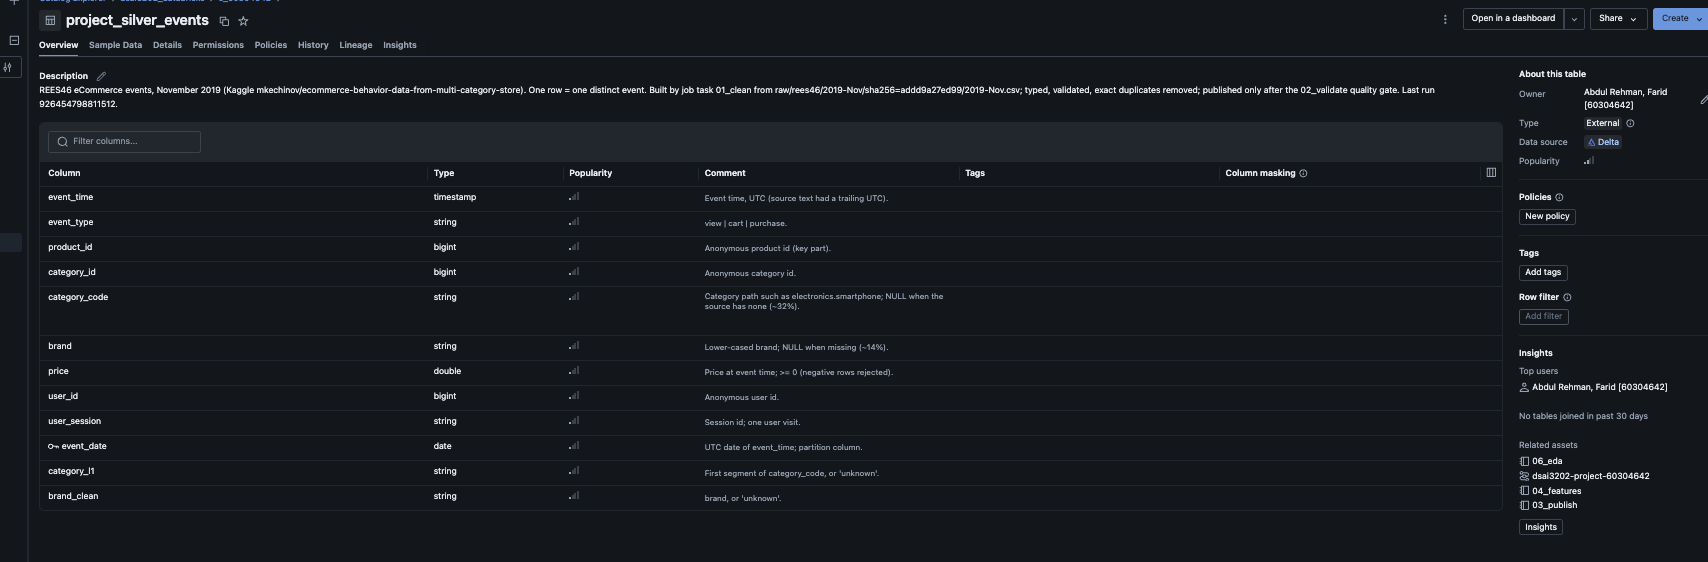 project_silver_events
Open in a dashboard
Share
Create
Overview Sample Data Details Permissions Policies History Lineage Insights
Description
REES46 eCommerce events, November 2019 (Kaggle mkechinov/ecommerce-behavior-data-from-multi-category-store). One row = one distinct event. Built by job task 01_clean from raw/rees46/2019-Nov/sha256=addd9a27ed99/2019-Nov.csv; typed, validated, exact duplicates removed; published only after the 02_validate quality gate. Last run
926454798811512.
Filter columns...
Column Type Popularity Comment Tags Column masking
event_time timestamp Event time, UTC (source text had a trailing UTC).
event_type string view | cart | purchase.
product_id bigint Anonymous product id (key part).
category_id bigint Anonymous category id.
category_code string Category path such as electronics.smartphone; NULL when the
source has none (~32%).
brand string Lower-cased brand; NULL when missing (~14%).
price double Price at event time; >= 0 (negative rows rejected).
user_id bigint Anonymous user id.
user_session string Session id; one user visit.
event_date date UTC date of event_time; partition column.
category_l1 string First segment of category_code, or 'unknown'.
brand_clean string brand, or 'unknown'.
About this table
Owner Abdul Rehman, Farid
[60304642]
Type External
Data source Delta
Popularity
Policies
New policy
Tags
Add tags
Row filter
Add filter
Insights
Top users
Abdul Rehman, Farid [60304642]
No tables joined in past 30 days
Related assets
06_eda
dsai3202-project-60304642
04_features
03_publish
Insights